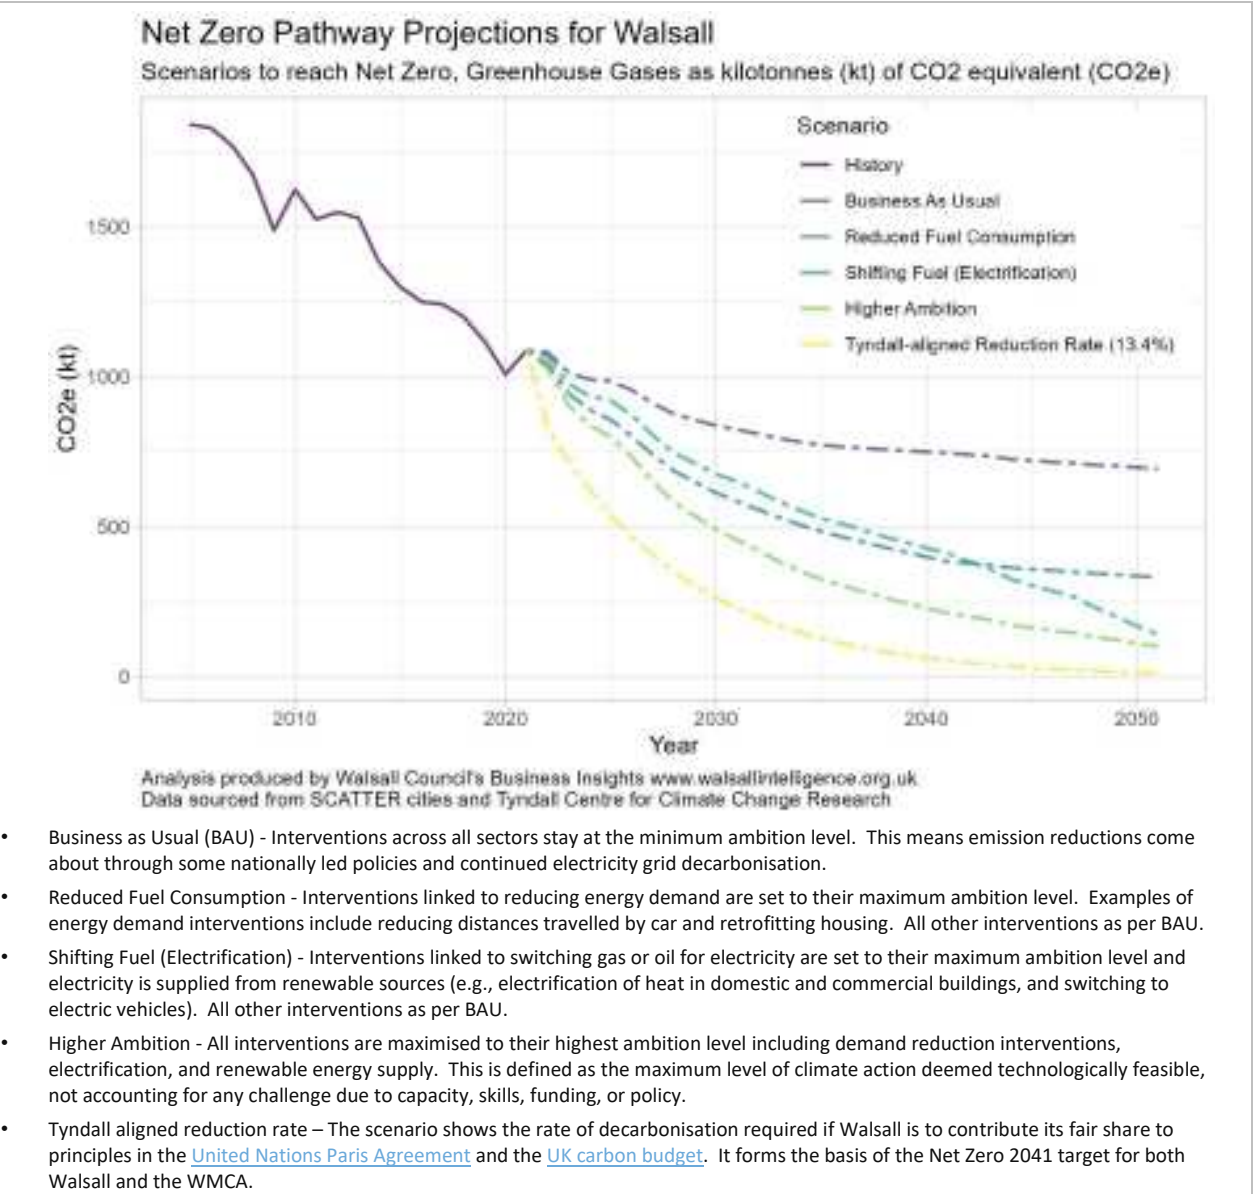 Net Zero Pathway Projections for Walsall
Scenarios to reach Net Zero, Greenhouse Gases as kilotonnes (kt) of CO2 equivalent (CO2e)
Scenario
History
Business As Usual
Reduced Fuel Consumption
Shifting Fuel (Electrification)
Higher Ambition
Tyndall-aligned Reduction Rate (13.4%)
CO2e (kt)
1500
1000
500
0
2010
2020
2030
2040
2050
Year
Analysis produced by Walsall Council's Business Insights www.walsallintelligence.org.uk
Data sourced from SCATTER cities and Tyndall Centre for Climate Change Research
• Business as Usual (BAU) - Interventions across all sectors stay at the minimum ambition level. This means emission reductions come
about through some nationally led policies and continued electricity grid decarbonisation.
• Reduced Fuel Consumption - Interventions linked to reducing energy demand are set to their maximum ambition level. Examples of
energy demand interventions include reducing distances travelled by car and retrofitting housing. All other interventions as per BAU.
• Shifting Fuel (Electrification) - Interventions linked to switching gas or oil for electricity are set to their maximum ambition level and
electricity is supplied from renewable sources (e.g., electrification of heat in domestic and commercial buildings, and switching to
electric vehicles). All other interventions as per BAU.
• Higher Ambition - All interventions are maximised to their highest ambition level including demand reduction interventions,
electrification, and renewable energy supply. This is defined as the maximum level of climate action deemed technologically feasible,
not accounting for any challenge due to capacity, skills, funding, or policy.
• Tyndall aligned reduction rate – The scenario shows the rate of decarbonisation required if Walsall is to contribute its fair share to
principles in the United Nations Paris Agreement and the UK carbon budget. It forms the basis of the Net Zero 2041 target for both
Walsall and the WMCA.